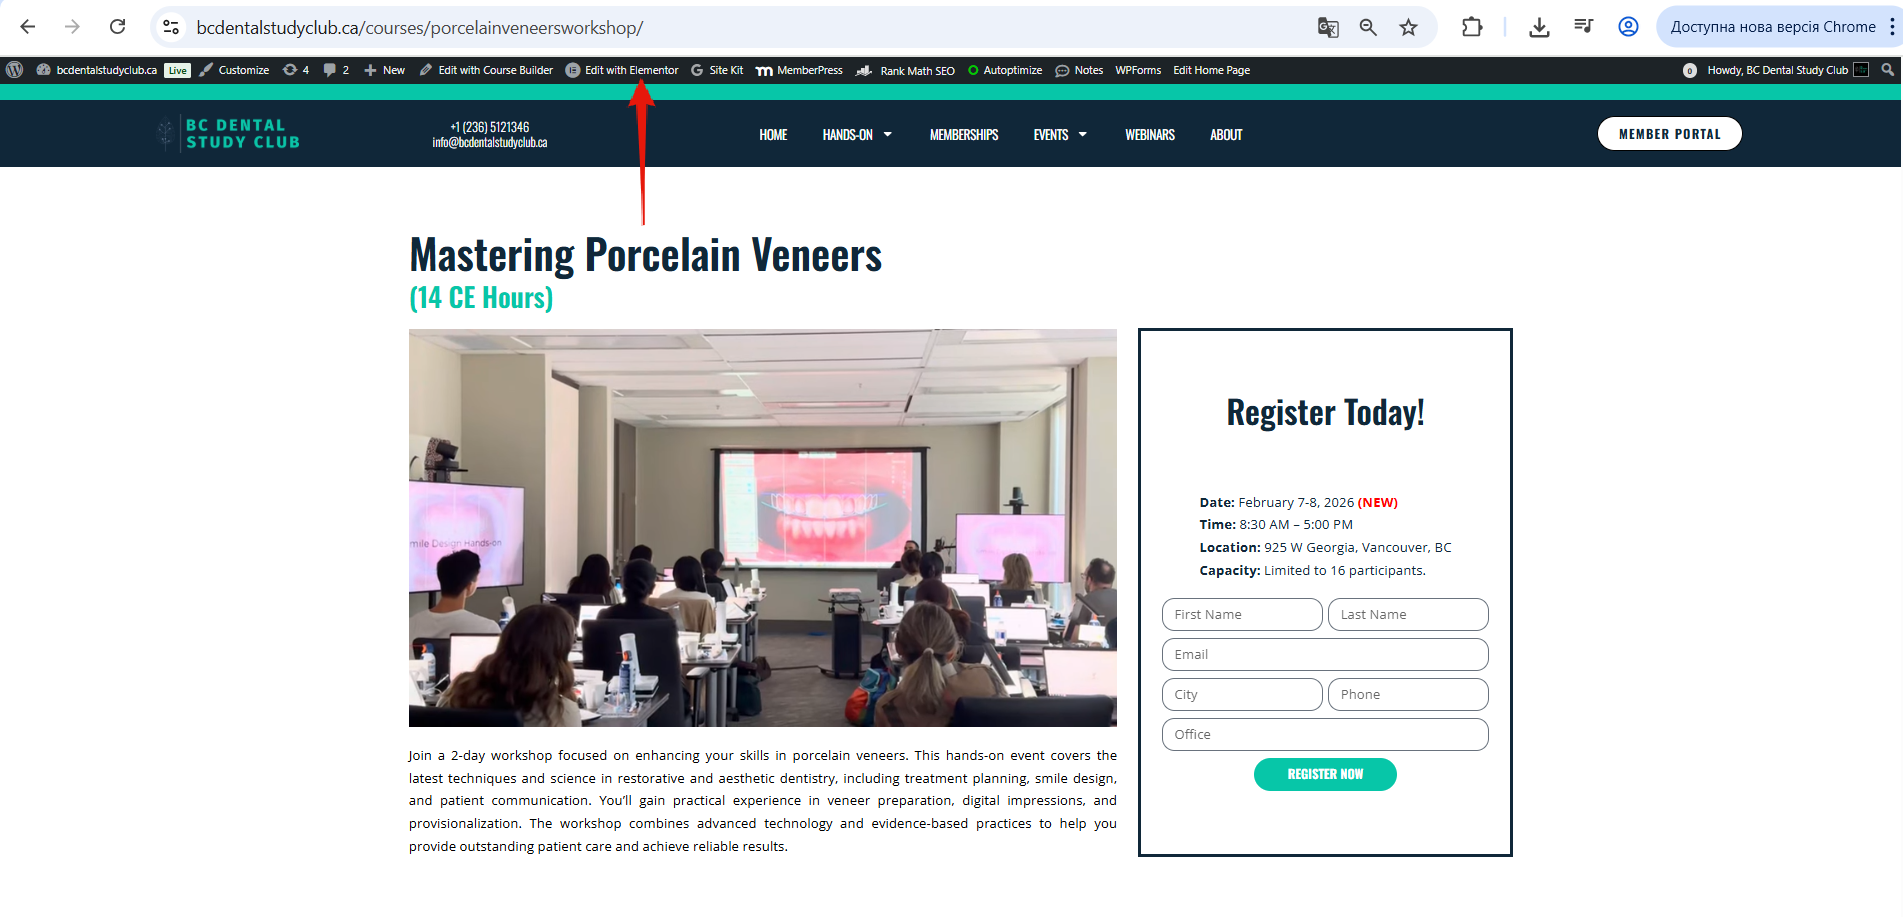 bcdentalstudyclub.ca/courses/porcelainveneersworkshop/
Доступна нова версія Chrome
bcdentalstudyclub.ca Live Customize 4 2 New Edit with Course Builder Edit with Elementor Site Kit MemberPress Rank Math SEO Autoptimize Notes WPForms Edit Home Page 0 Howdy, BC Dental Study Club
BC DENTAL
STUDY CLUB
+1 (236) 5121346
info@bcdentalstudyclub.ca
HOME HANDS-ON MEMBERSHIPS EVENTS WEBINARS ABOUT
MEMBER PORTAL
Mastering Porcelain Veneers
(14 CE Hours)
mile Design Hands-on
Join a 2-day workshop focused on enhancing your skills in porcelain veneers. This hands-on event covers the
latest techniques and science in restorative and aesthetic dentistry, including treatment planning, smile design,
and patient communication. You’ll gain practical experience in veneer preparation, digital impressions, and
provisionalization. The workshop combines advanced technology and evidence-based practices to help you
provide outstanding patient care and achieve reliable results.
Register Today!
Date: February 7-8, 2026 (NEW)
Time: 8:30 AM – 5:00 PM
Location: 925 W Georgia, Vancouver, BC
Capacity: Limited to 16 participants.
First Name Last Name
Email
City Phone
Office
REGISTER NOW